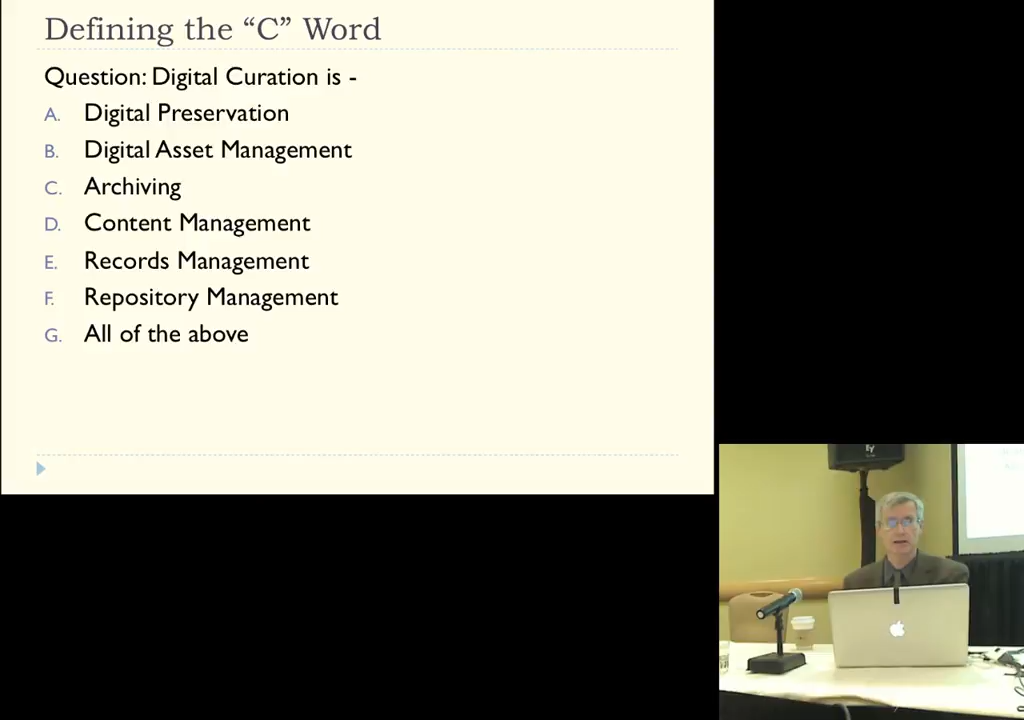 Defining the “C” Word
Question: Digital Curation is -
A. Digital Preservation
B. Digital Asset Management
C. Archiving
D. Content Management
E. Records Management
F. Repository Management
G. All of the above